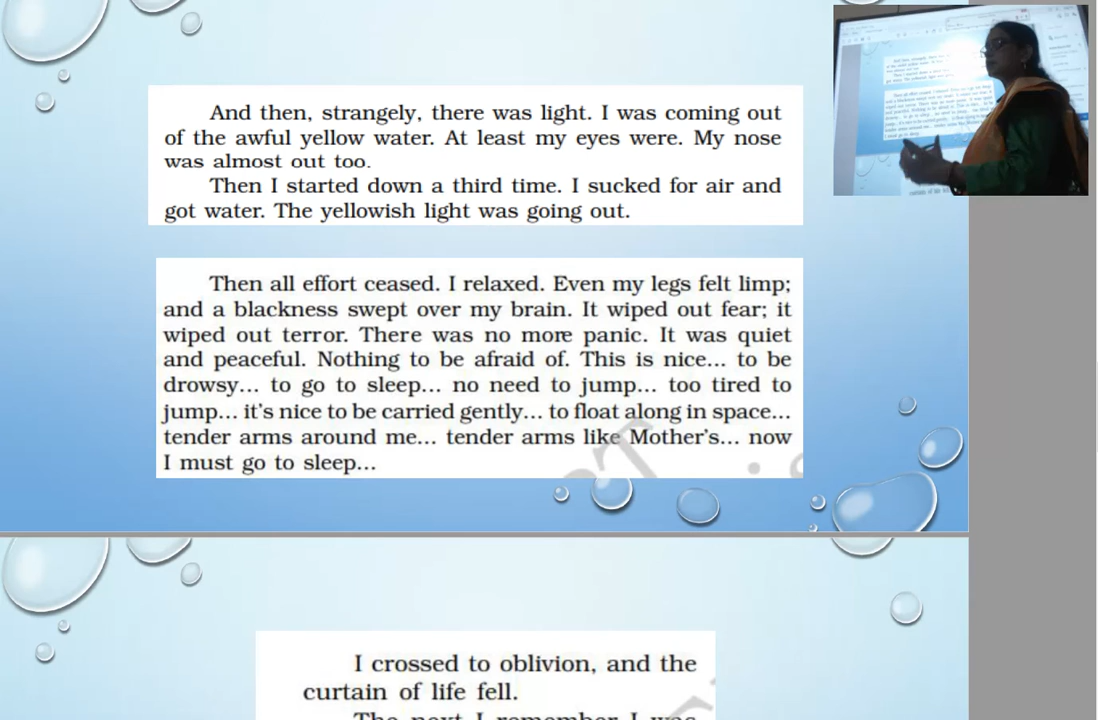 And then, strangely, there was light. I was coming out
of the awful yellow water. At least my eyes were. My nose
was almost out too.
Then I started down a third time. I sucked for air and
got water. The yellowish light was going out.
Then all effort ceased. I relaxed. Even my legs felt limp;
and a blackness swept over my brain. It wiped out fear; it
wiped out terror. There was no more panic. It was quiet
and peaceful. Nothing to be afraid of. This is nice... to be
drowsy... to go to sleep... no need to jump... too tired to
jump... it's nice to be carried gently... to float along in space...
tender arms around me... tender arms like Mother's... now
I must go to sleep...
I crossed to oblivion, and the
curtain of life fell.
The next I remember I was